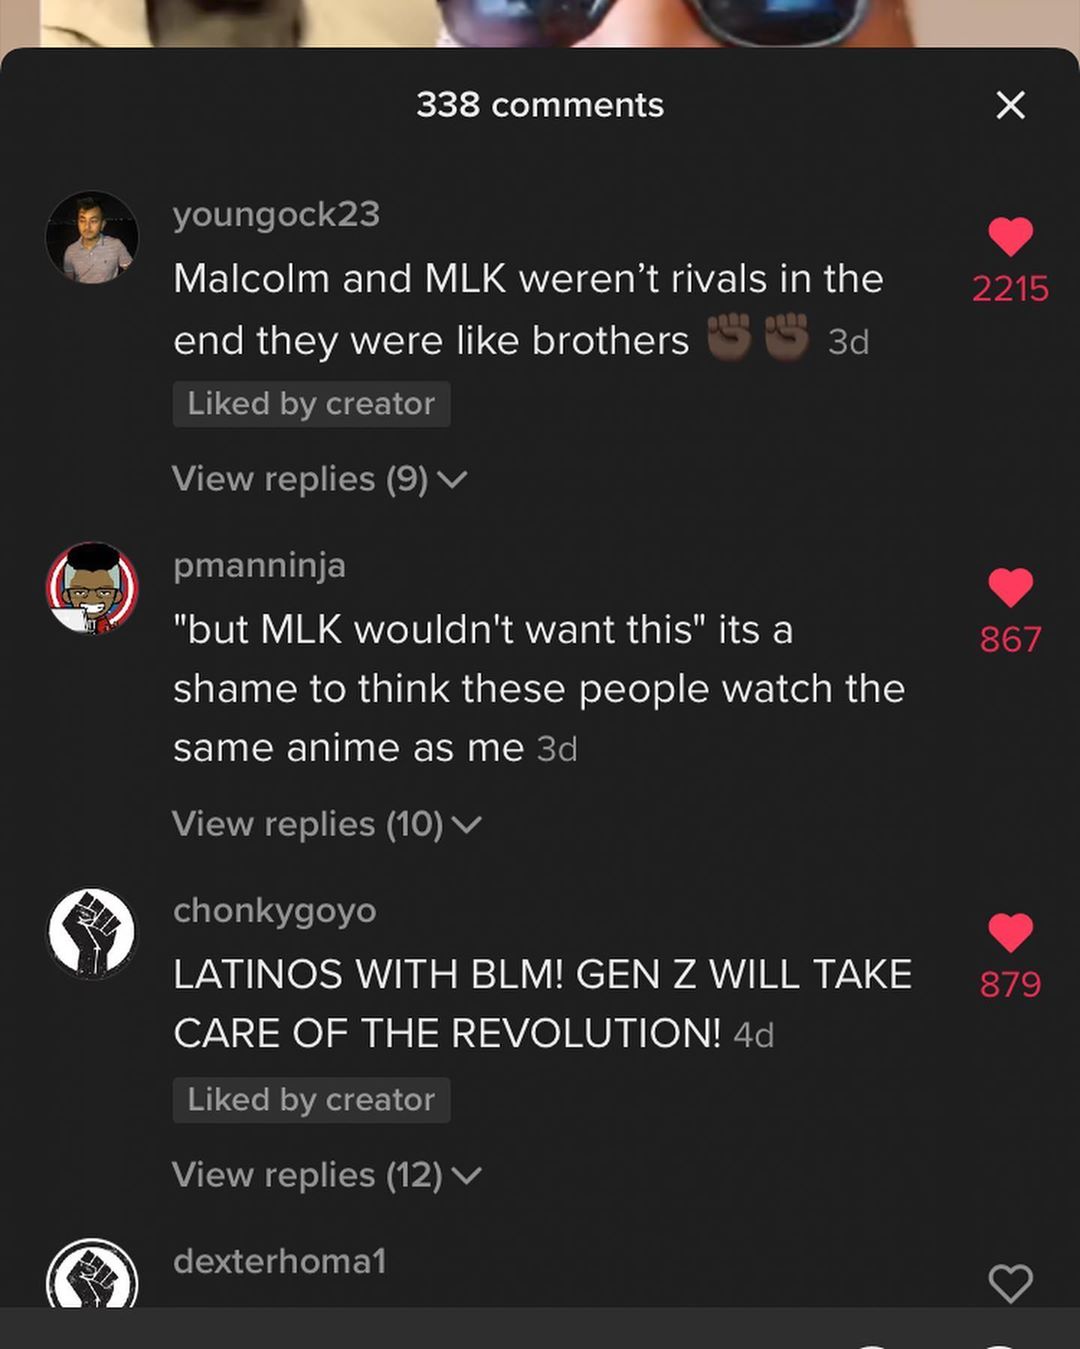 338 comments
youngock23
Malcolm and MLK weren’t rivals in the
end they were like brothers ✊🏿✊🏿 3d
2215
Liked by creator
View replies (9)
pmanninja
"but MLK wouldn't want this" its a
shame to think these people watch the
same anime as me 3d
867
View replies (10)
chonkygoyo
LATINOS WITH BLM! GEN Z WILL TAKE
CARE OF THE REVOLUTION! 4d
879
Liked by creator
View replies (12)
dexterhoma1